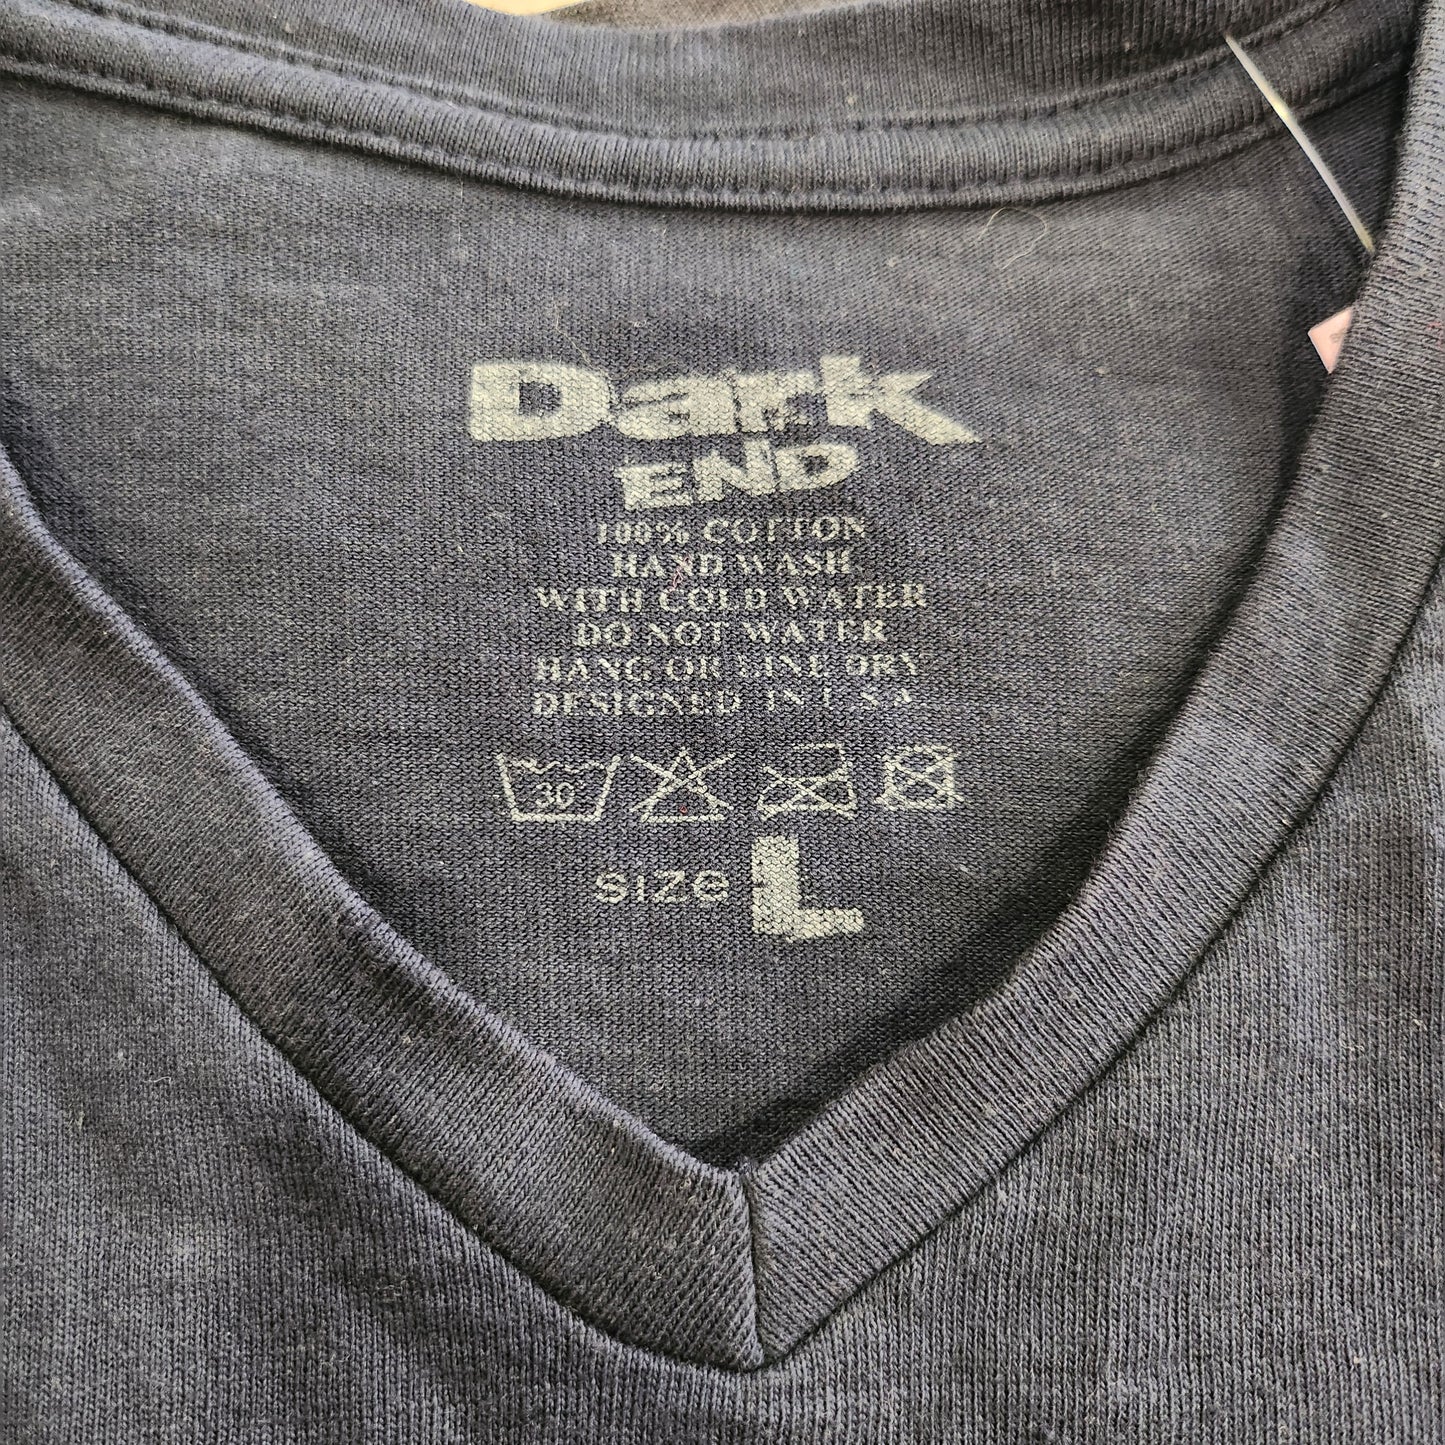 Dark
END
100% COTTON
HAND WASH
WITH COLD WATER
DO NOT WATER
HANG OR LINE DRY
DESIGNED IN U.S.A
30°
SIZE L